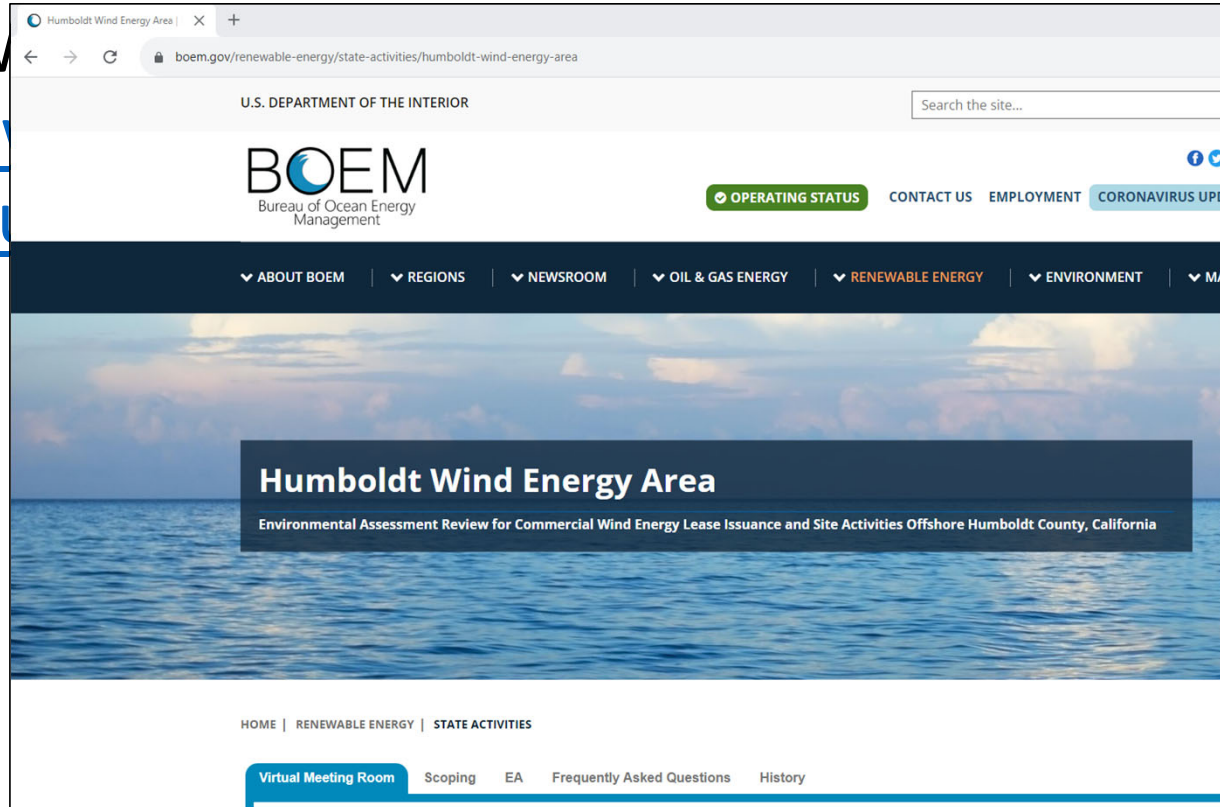 Humboldt Wind Energy Area |
boem.gov/renewable-energy/state-activities/humboldt-wind-energy-area
U.S. DEPARTMENT OF THE INTERIOR
Search the site...
BOEM
Bureau of Ocean Energy
Management
OPERATING STATUS CONTACT US EMPLOYMENT CORONAVIRUS
ABOUT BOEM | REGIONS | NEWSROOM | OIL & GAS ENERGY | RENEWABLE ENERGY | ENVIRONMENT |
Humboldt Wind Energy Area
Environmental Assessment Review for Commercial Wind Energy Lease Issuance and Site Activities Offshore Humboldt County, California
HOME | RENEWABLE ENERGY | STATE ACTIVITIES
Virtual Meeting Room Scoping EA Frequently Asked Questions History